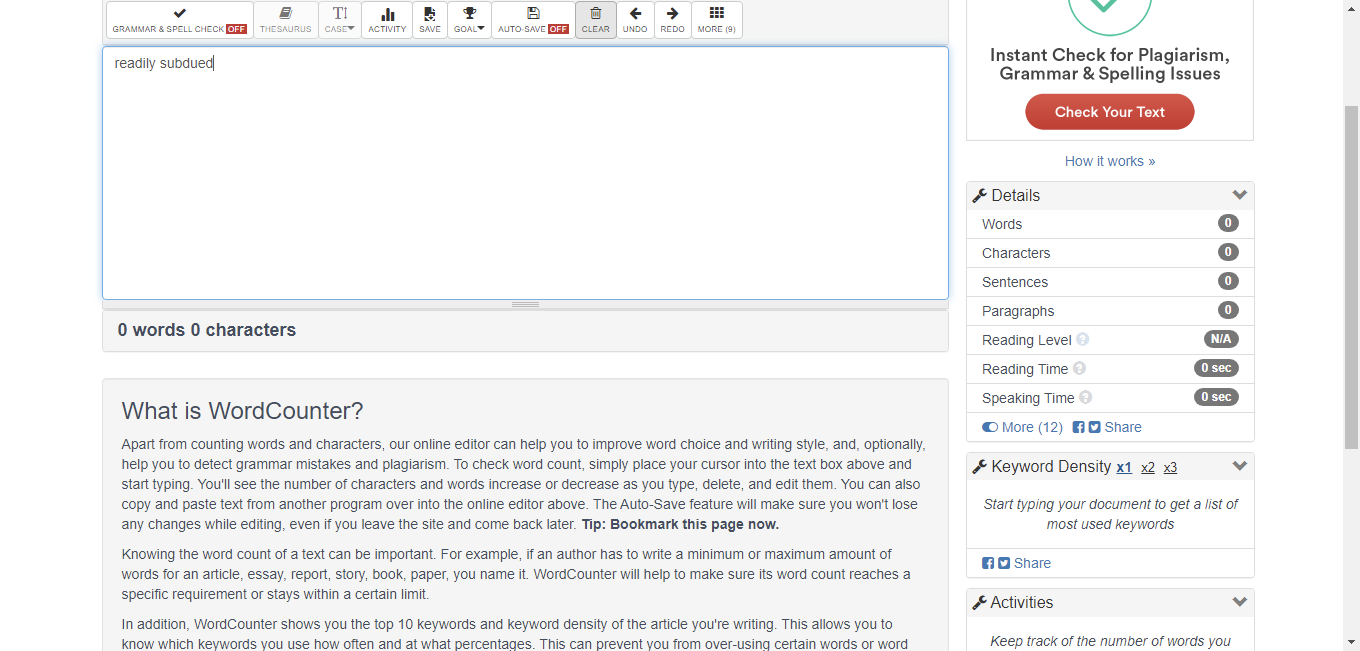 GRAMMAR & SPELL CHECK OFF
THESAURUS
CASE
ACTIVITY
SAVE
GOAL
AUTO-SAVE OFF
CLEAR
UNDO
REDO
MORE (9)
readily subdued
0 words 0 characters
What is WordCounter?
Apart from counting words and characters, our online editor can help you to improve word choice and writing style, and, optionally,
help you to detect grammar mistakes and plagiarism. To check word count, simply place your cursor into the text box above and
start typing. You'll see the number of characters and words increase or decrease as you type, delete, and edit them. You can also
copy and paste text from another program over into the online editor above. The Auto-Save feature will make sure you won't lose
any changes while editing, even if you leave the site and come back later. Tip: Bookmark this page now.
Knowing the word count of a text can be important. For example, if an author has to write a minimum or maximum amount of
words for an article, essay, report, story, book, paper, you name it. WordCounter will help to make sure its word count reaches a
specific requirement or stays within a certain limit.
In addition, WordCounter shows you the top 10 keywords and keyword density of the article you're writing. This allows you to
know which keywords you use how often and at what percentages. This can prevent you from over-using certain words or word
Instant Check for Plagiarism,
Grammar & Spelling Issues
Check Your Text
How it works »
Details
Words 0
Characters 0
Sentences 0
Paragraphs 0
Reading Level ? N/A
Reading Time ? 0 sec
Speaking Time ? 0 sec
More (12) Share
Keyword Density x1 x2 x3
Start typing your document to get a list of
most used keywords
Share
Activities
Keep track of the number of words you